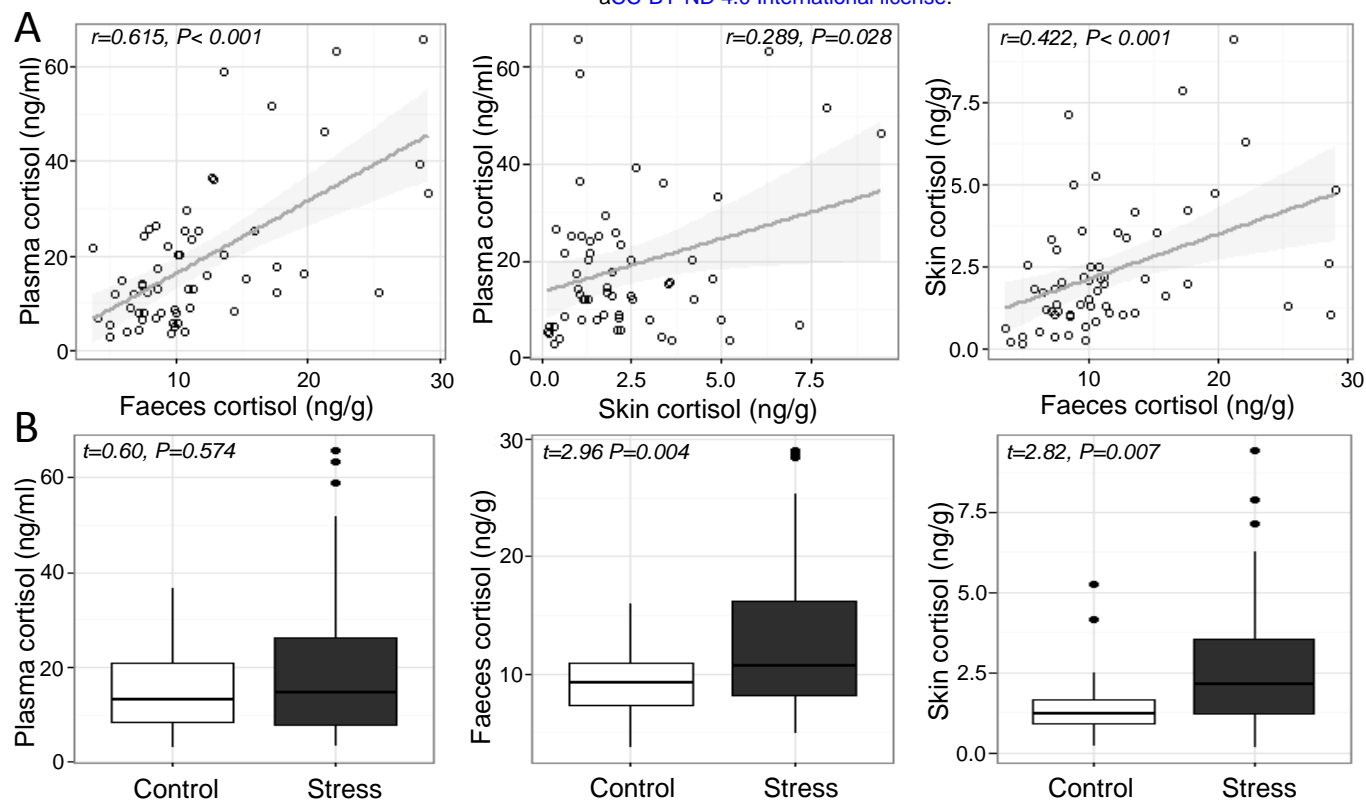 aCC-BY-ND 4.0 International license.
A
r=0.615, P< 0.001
Plasma cortisol (ng/ml)
60
40
20
0
10
20
30
Faeces cortisol (ng/g)
r=0.289, P=0.028
Plasma cortisol (ng/ml)
60
40
20
0
0.0
2.5
5.0
7.5
Skin cortisol (ng/g)
r=0.422, P< 0.001
Skin cortisol (ng/g)
7.5
5.0
2.5
0.0
10
20
30
Faeces cortisol (ng/g)
B
t=0.60, P=0.574
Plasma cortisol (ng/ml)
60
40
20
0
Control
Stress
t=2.96 P=0.004
Faeces cortisol (ng/g)
30
20
10
Control
Stress
t=2.82, P=0.007
Skin cortisol (ng/g)
7.5
5.0
2.5
0.0
Control
Stress